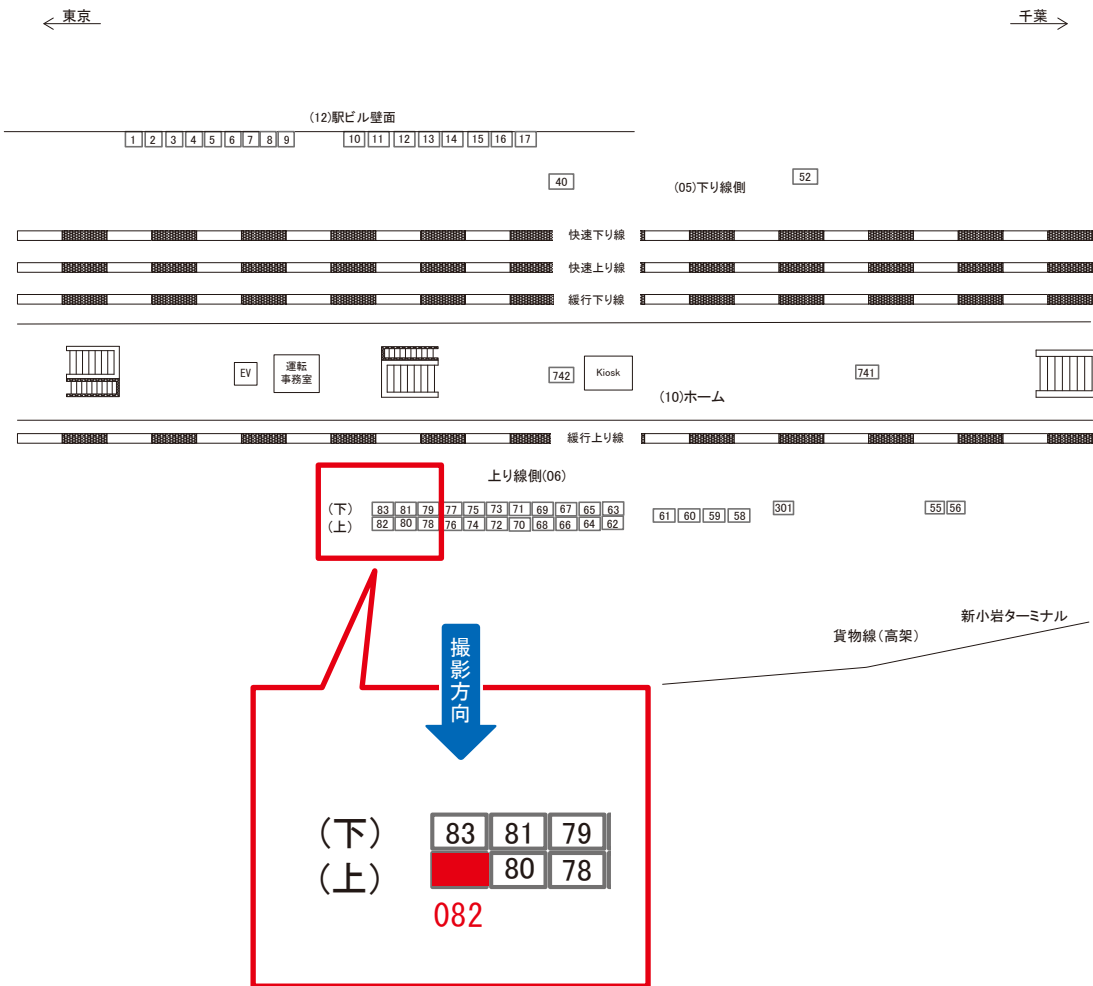 東京
千葉
(12)駅ビル壁面
1 2 3 4 5 6 7 8 9 10 11 12 13 14 15 16 17
40
(05)下り線側
52
快速下り線
快速上り線
緩行下り線
EV
運転
事務室
742
Kiosk
741
(10)ホーム
緩行上り線
上り線側(06)
(下) 83 81 79 77 75 73 71 69 67 65 63
(上) 82 80 78 76 74 72 70 68 66 64 62
61 60 59 58
301
55 56
新小岩ターミナル
貨物線(高架)
撮影方向
(下) 83 81 79
(上) 80 78
082